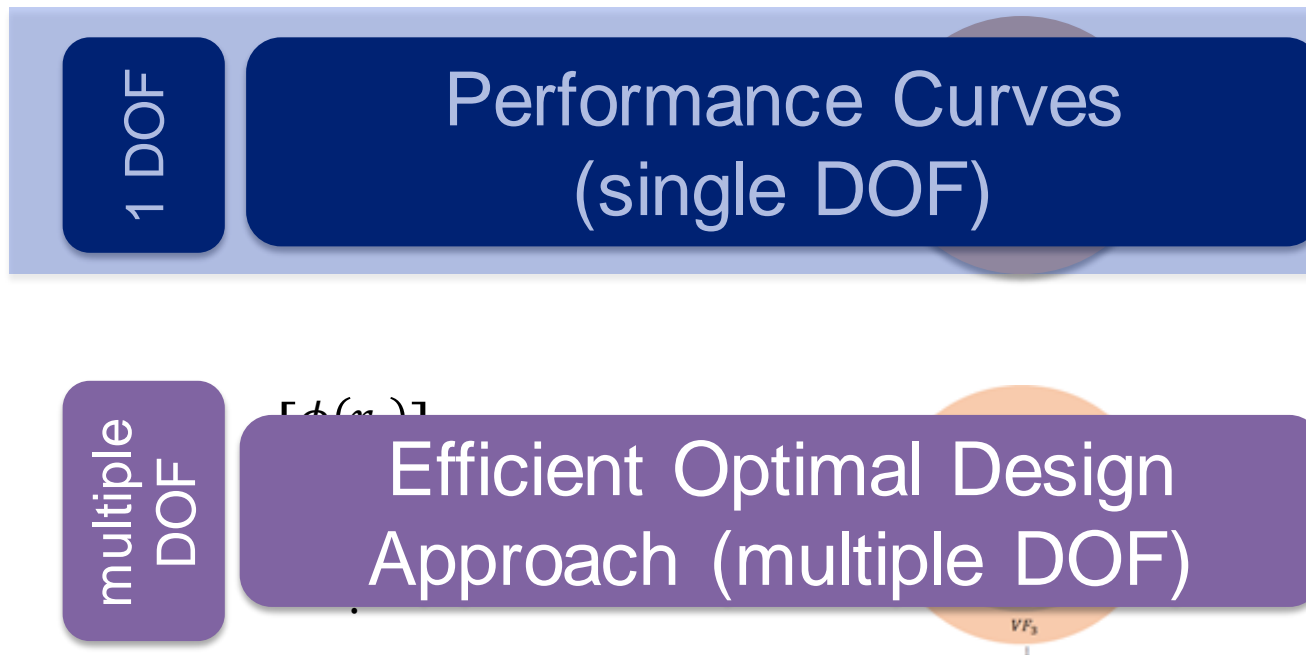 1 DOF
Performance Curves
(single DOF)
multiple
DOF
Efficient Optimal Design
Approach (multiple DOF)
VF₃